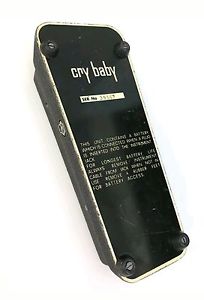 cry baby
SER. No
THIS UNIT CONTAINS A BATTERY
WHICH IS CONNECTED WHEN A PLUG
IS INSERTED INTO THE INSTRUMENT
JACK.
FOR LONGEST BATTERY LIFE
ALWAYS REMOVE INSTRUMENT
CABLE FROM JACK WHEN NOT IN
USE. REMOVE 4 RUBBER FEET
FOR BATTERY ACCESS.